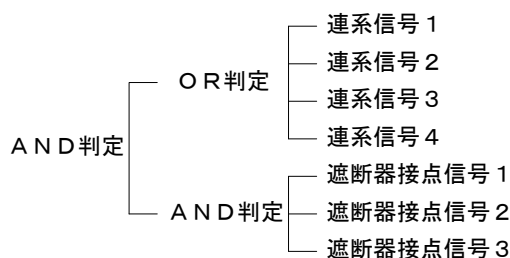 連系信号１
連系信号２
ＯＲ判定
連系信号３
連系信号４
ＡＮＤ判定
遮断器接点信号１
ＡＮＤ判定
遮断器接点信号２
遮断器接点信号３